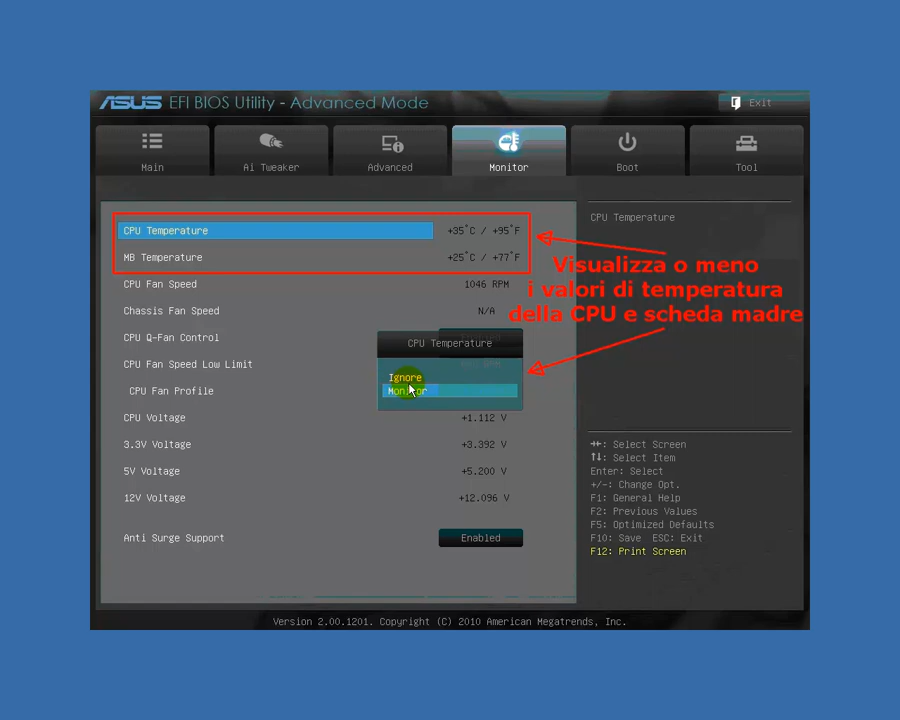 ASUS EFI BIOS Utility - Advanced Mode
Exit
Main
Ai Tweaker
Advanced
Monitor
Boot
Tool
CPU Temperature +35°C / +95°F
MB Temperature +25°C / +77°F
CPU Fan Speed 1046 RPM
Chassis Fan Speed N/A
CPU Q-Fan Control
CPU Fan Speed Low Limit
CPU Fan Profile
CPU Voltage +1.112 V
3.3V Voltage +3.392 V
5V Voltage +5.200 V
12V Voltage +12.096 V
Anti Surge Support Enabled
CPU Temperature
Ignore
Monitor
CPU Temperature
Visualizza o meno
i valori di temperatura
della CPU e scheda madre
→←: Select Screen
↑↓: Select Item
Enter: Select
+/-: Change Opt.
F1: General Help
F2: Previous Values
F5: Optimized Defaults
F10: Save ESC: Exit
F12: Print Screen
Version 2.00.1201. Copyright (C) 2010 American Megatrends, Inc.